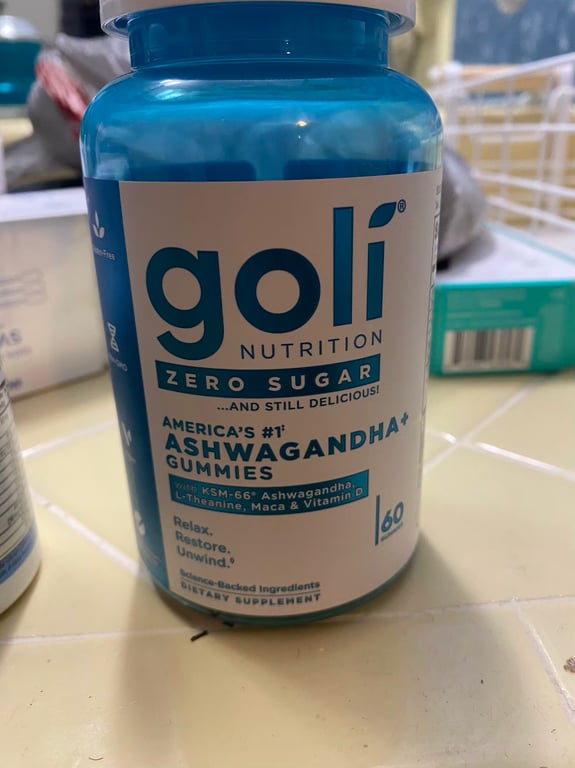 goli®
NUTRITION
ZERO SUGAR
...AND STILL DELICIOUS!
AMERICA'S #1‡
ASHWAGANDHA+
GUMMIES
with KSM-66® Ashwagandha,
L-Theanine, Maca & Vitamin D
60
Relax.
Restore.
Unwind.◊
Science-Backed Ingredients
DIETARY SUPPLEMENT